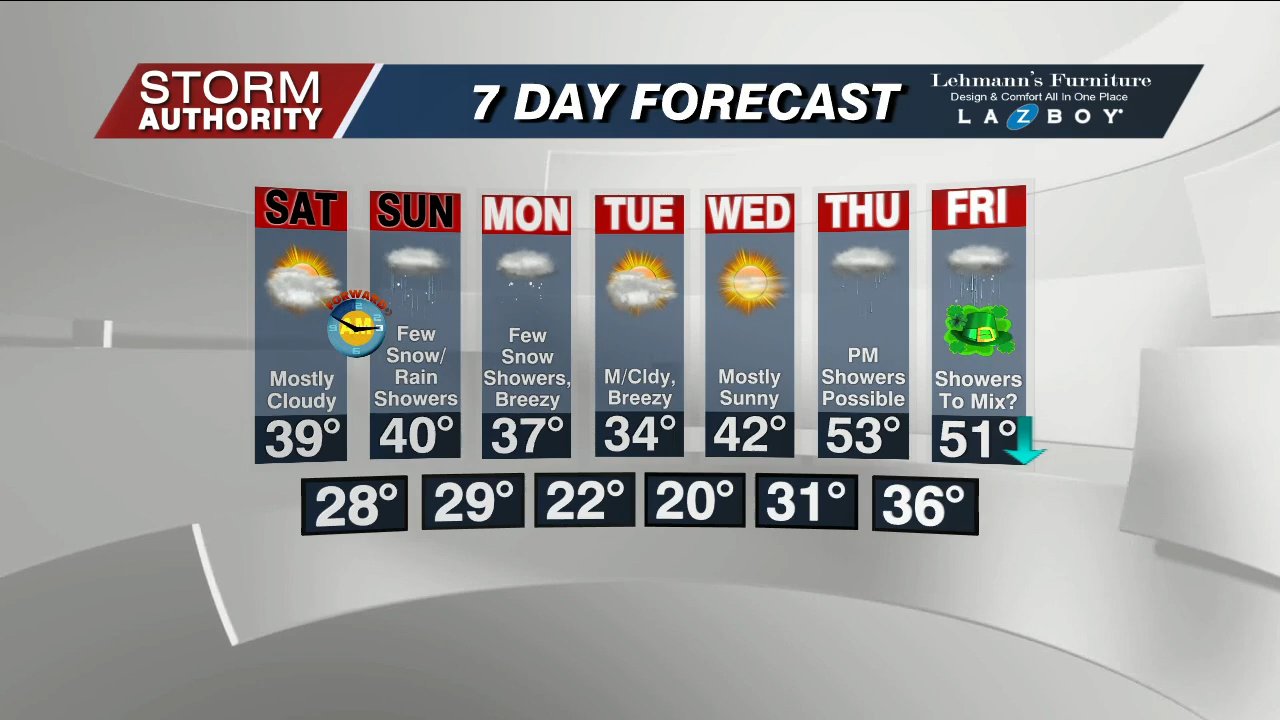 STORM
AUTHORITY
7 DAY FORECAST
Lehmann's Furniture
Design & Comfort All In One Place
LAZBOY®
SAT
SUN
MON
TUE
WED
THU
FRI
FORWARD
AM
Mostly
Cloudy
Few
Snow/
Rain
Showers
Few
Snow
Showers,
Breezy
M/Cldy,
Breezy
Mostly
Sunny
PM
Showers
Possible
Showers
To Mix?
39°
40°
37°
34°
42°
53°
51°
28°
29°
22°
20°
31°
36°